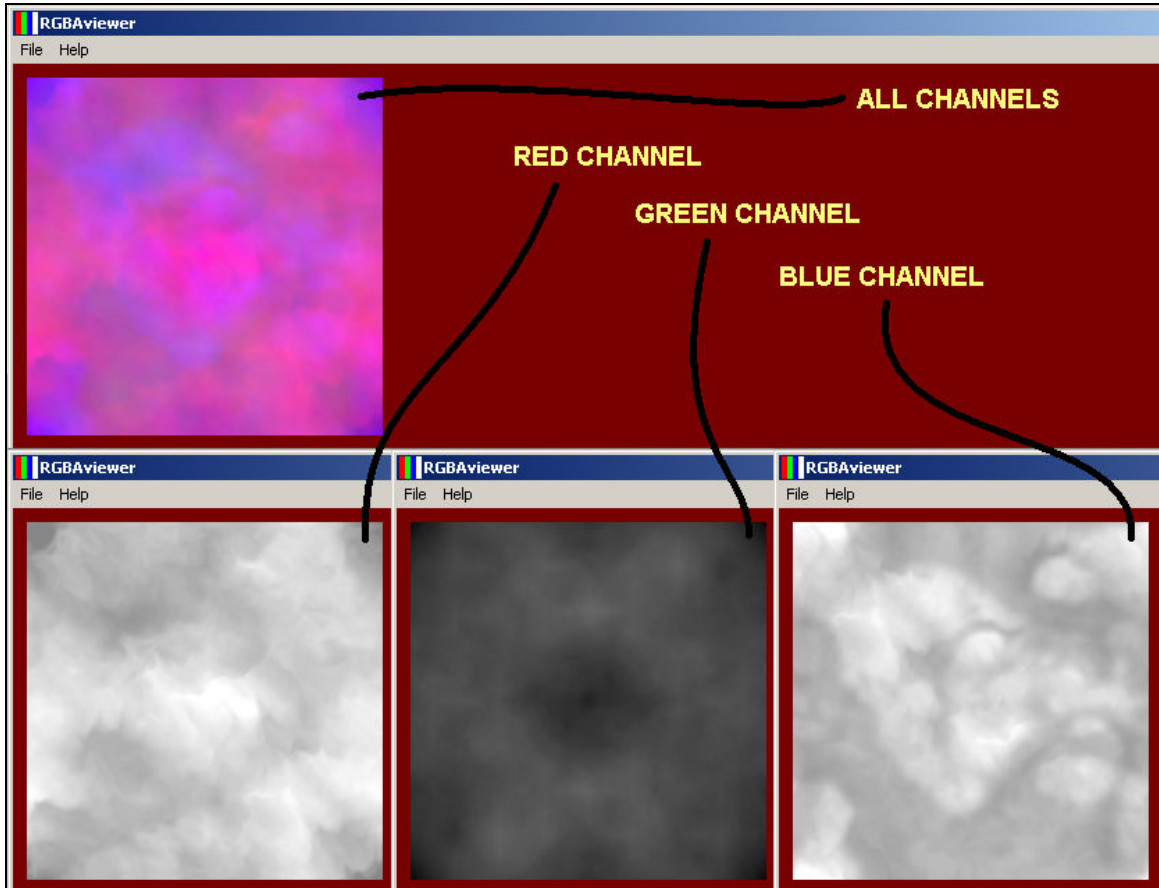 RGBAviewer
File Help
ALL CHANNELS
RED CHANNEL
GREEN CHANNEL
BLUE CHANNEL
RGBAviewer
File Help
RGBAviewer
File Help
RGBAviewer
File Help